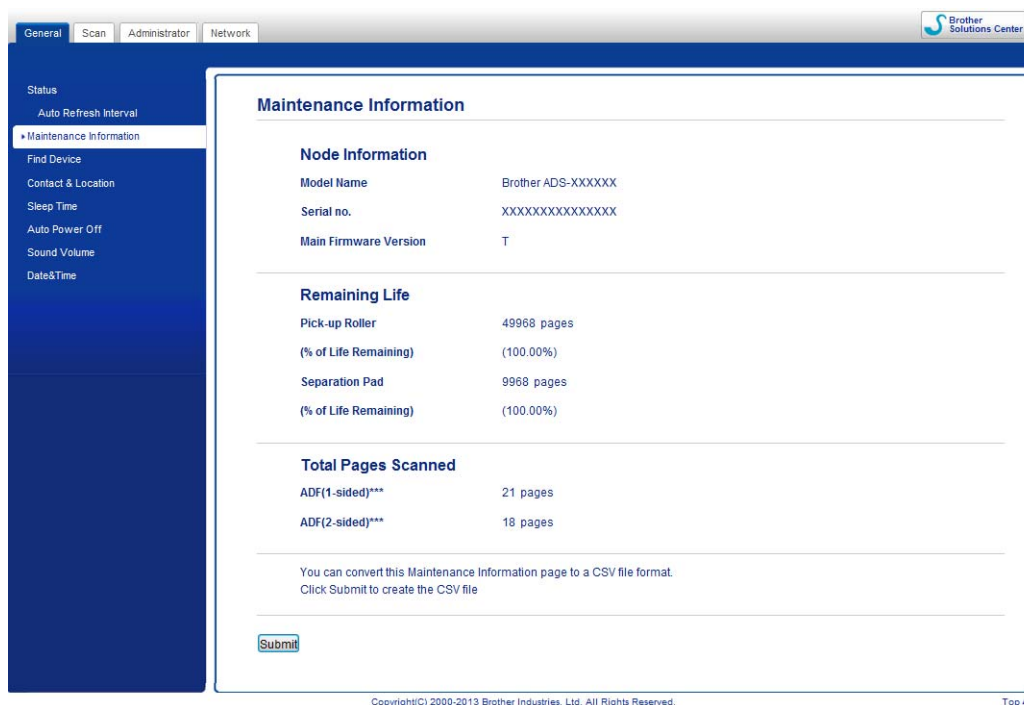 General
Scan
Administrator
Network
Brother
Solutions Center
Status
Auto Refresh Interval
Maintenance Information
Find Device
Contact & Location
Sleep Time
Auto Power Off
Sound Volume
Date&Time
Maintenance Information
Node Information
Model Name Brother ADS-XXXXXX
Serial no. XXXXXXXXXXXXXXX
Main Firmware Version T
Remaining Life
Pick-up Roller 49968 pages
(% of Life Remaining) (100.00%)
Separation Pad 9968 pages
(% of Life Remaining) (100.00%)
Total Pages Scanned
ADF(1-sided)*** 21 pages
ADF(2-sided)*** 18 pages
You can convert this Maintenance Information page to a CSV file format.
Click Submit to create the CSV file
Submit
Copyright(C) 2000-2013 Brother Industries, Ltd. All Rights Reserved.
Top